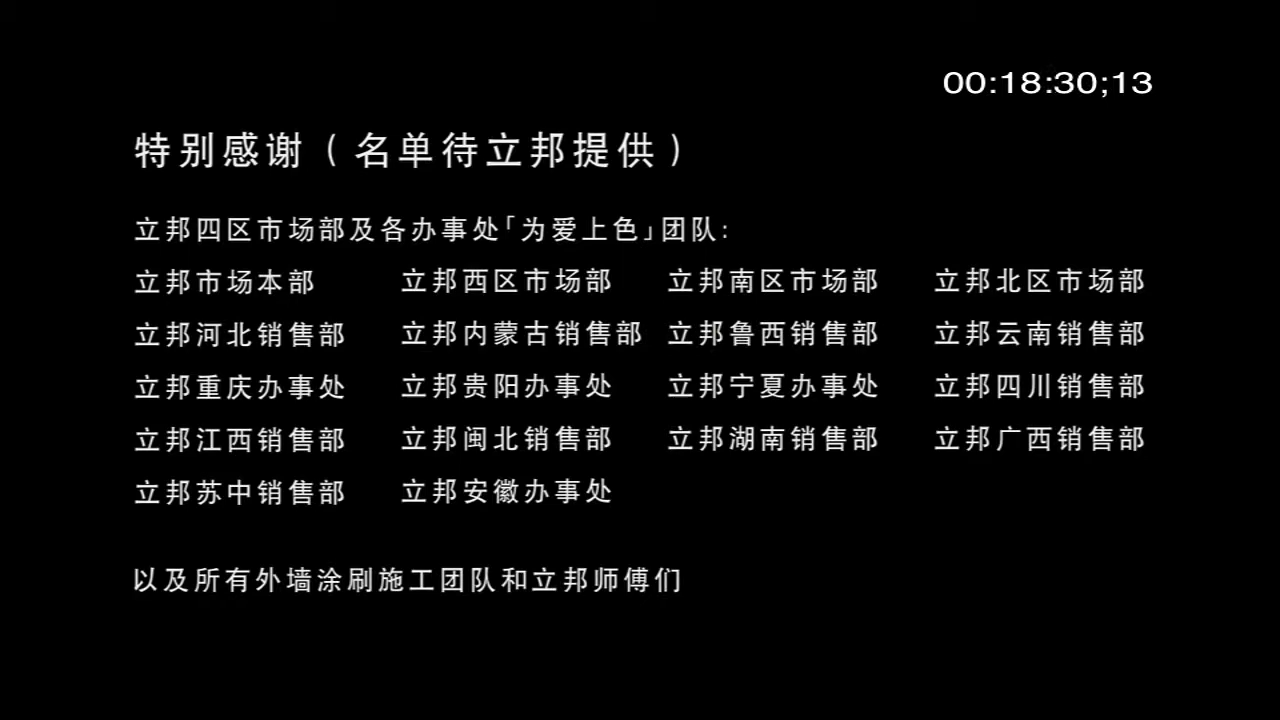 00:18:30;13
特别感谢（名单待立邦提供）
立邦四区市场部及各办事处「为爱上色」团队:
立邦市场本部 立邦西区市场部 立邦南区市场部 立邦北区市场部
立邦河北销售部 立邦内蒙古销售部 立邦鲁西销售部 立邦云南销售部
立邦重庆办事处 立邦贵阳办事处 立邦宁夏办事处 立邦四川销售部
立邦江西销售部 立邦闽北销售部 立邦湖南销售部 立邦广西销售部
立邦苏中销售部 立邦安徽办事处
以及所有外墙涂刷施工团队和立邦师傅们